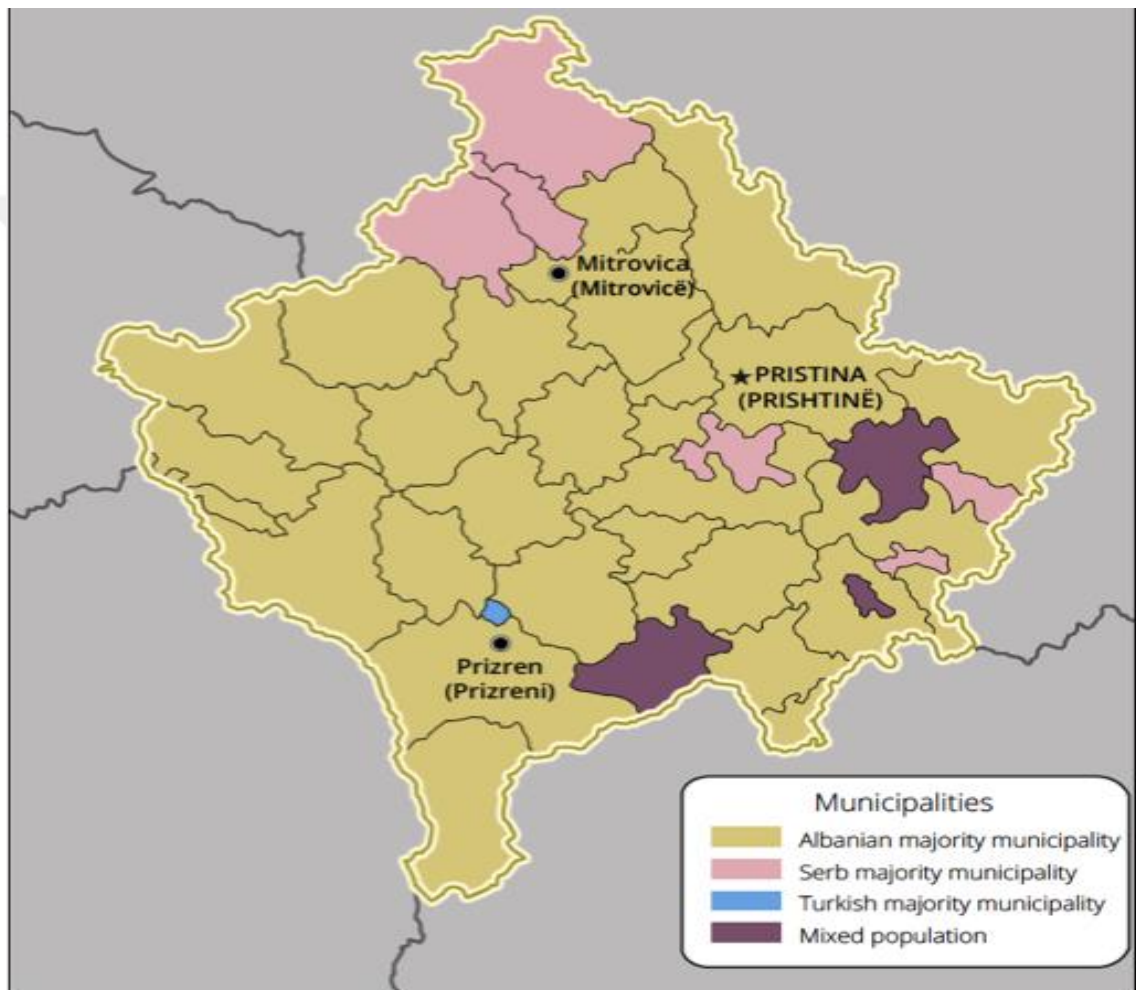 Mitrovica
(Mitrovicë)
PRISTINA
(PRISHTINË)
Prizren
(Prizreni)
Municipalities
Albanian majority municipality
Serb majority municipality
Turkish majority municipality
Mixed population